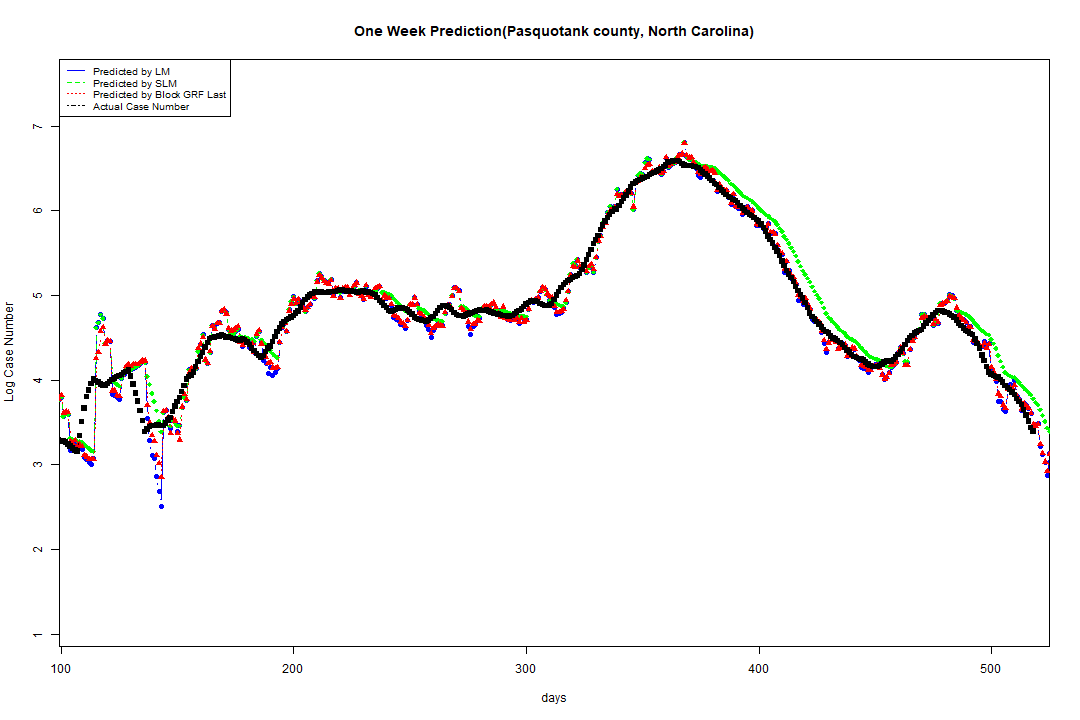 One Week Prediction(Pasquotank county, North Carolina)
Predicted by LM
Predicted by SLM
Predicted by Block GRF Last
Actual Case Number
Log Case Number
7
6
5
4
3
2
1
100 200 300 400 500
days